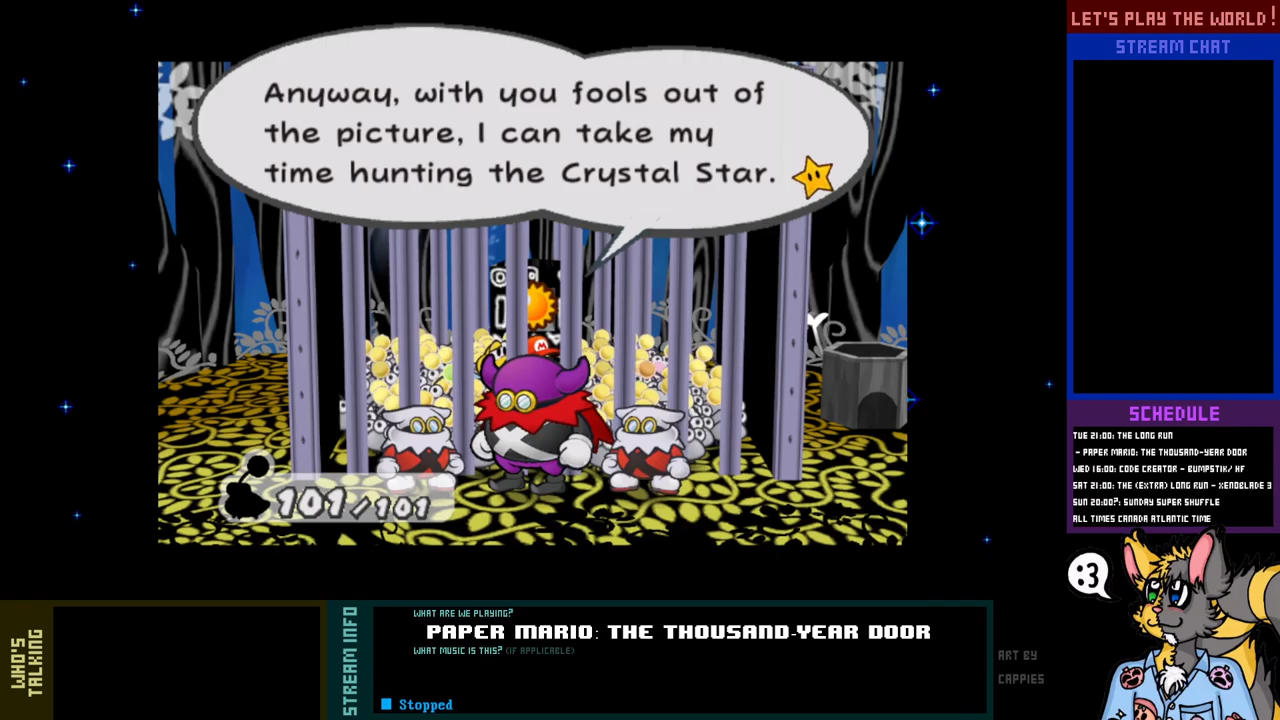 Anyway, with you fools out of
the picture, I can take my
time hunting the Crystal Star.
101/101
LET'S PLAY THE WORLD!
STREAM CHAT
SCHEDULE
TUE 21:00: THE LONG RUN
- PAPER MARIO: THE THOUSAND-YEAR DOOR
WED 16:00: CODE CREATOR - BUMPSTIK/ HF
SAT 21:00: THE (EXTRA) LONG RUN - XENOBLADE 3
SUN 20:00?: SUNDAY SUPER SHUFFLE
ALL TIMES CANADA ATLANTIC TIME
:3
WHO'S
TALKING
STREAM INFO
WHAT ARE WE PLAYING?
PAPER MARIO: THE THOUSAND-YEAR DOOR
WHAT MUSIC IS THIS? (IF APPLICABLE)
Stopped
ART BY
CAPPIES